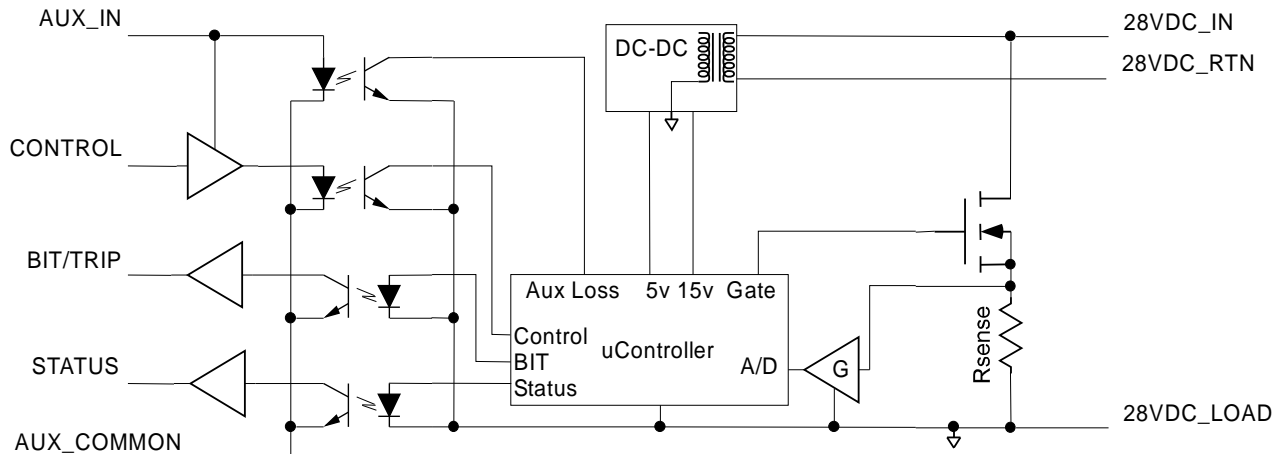 AUX_IN
DC-DC
28VDC_IN
28VDC_RTN
CONTROL
BIT/TRIP
Aux Loss 5v 15v Gate
Control
uController
BIT
A/D
G
Rsense
STATUS
Status
28VDC_LOAD
AUX_COMMON